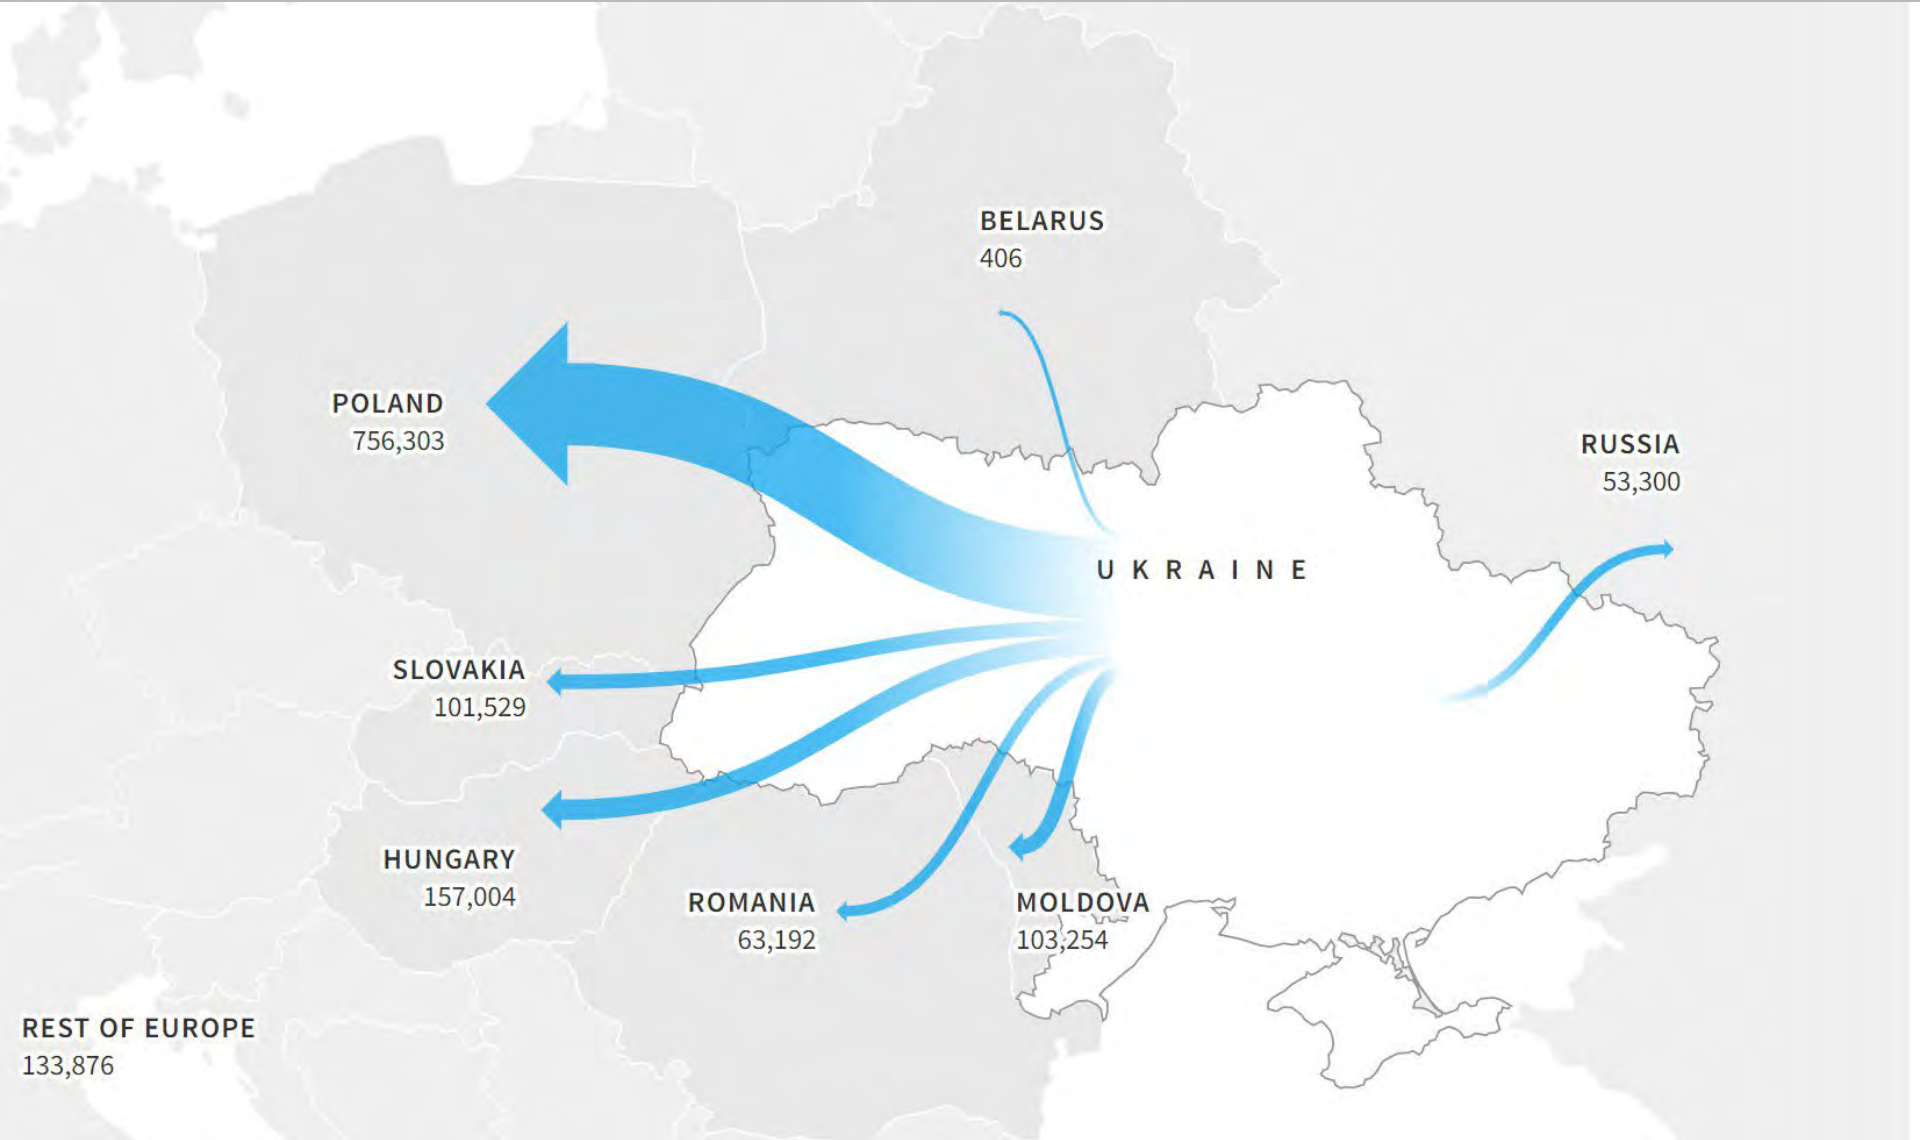 BELARUS
406
POLAND
756,303
RUSSIA
53,300
UKRAINE
SLOVAKIA
101,529
HUNGARY
157,004
ROMANIA
63,192
MOLDOVA
103,254
REST OF EUROPE
133,876